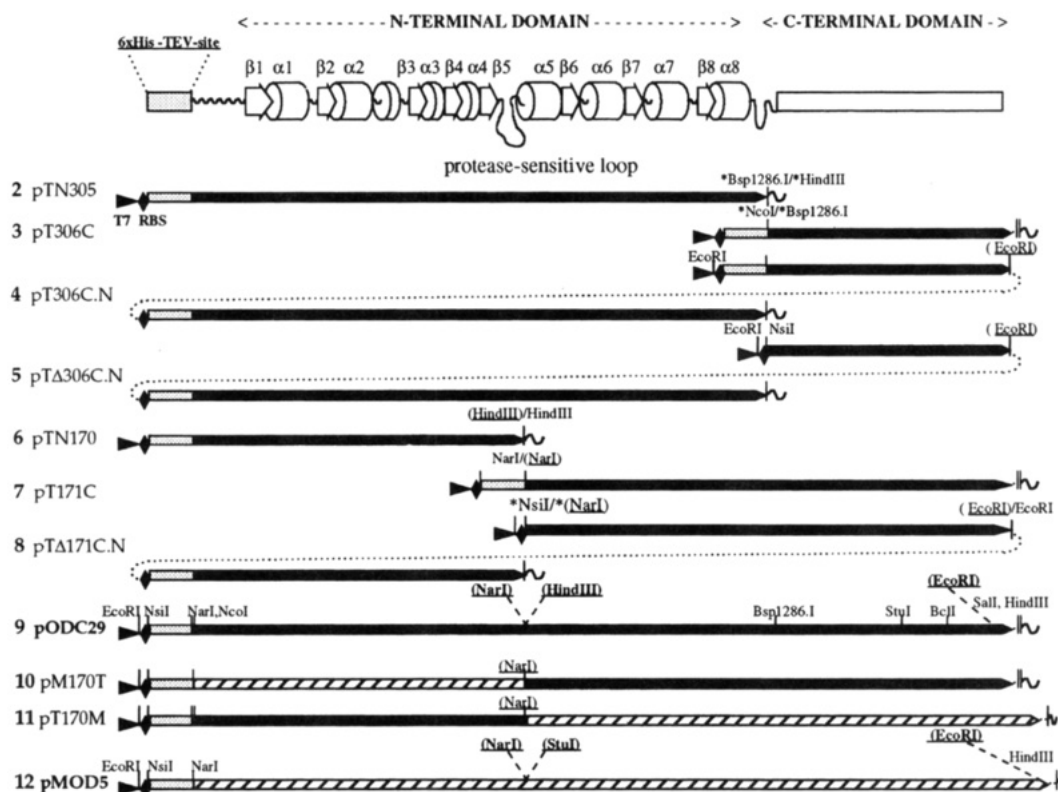 <- - - - - - - - - - - - - N-TERMINAL DOMAIN - - - - - - - - - - - - -> <- - C-TERMINAL DOMAIN - ->
6xHis -TEV-site
β1 α1 β2 α2 β3 α3 β4 α4 β5 α5 β6 α6 β7 α7 β8 α8
protease-sensitive loop
2 pTN305
*Bsp1286.I/*HindIII
T7 RBS
*NcoI/*Bsp1286.I
3 pT306C
EcoRI
(EcoRI)
4 pT306C.N
EcoRI NsiI
(EcoRI)
5 pTΔ306C.N
(HindIII)/HindIII
6 pTN170
NarI/(NarI)
7 pT171C
*NsiI/*(NarI)
(EcoRI)/EcoRI
8 pTΔ171C.N
(NarI) (HindIII)
(EcoRI)
EcoRI NsiI NarI,NcoI
Bsp1286.I StuI BclI SalI, HindIII
9 pODC29
(NarI)
10 pM170T
(NarI)
11 pT170M
(NarI) (StuI)
(EcoRI)
EcoRI NsiI NarI
HindIII
12 pMOD5